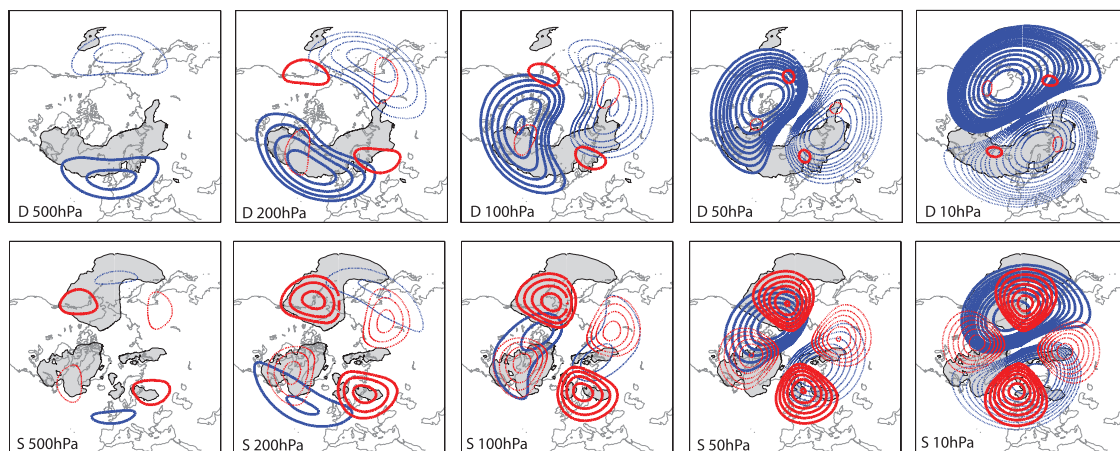 D 500hPa
D 200hPa
D 100hPa
D 50hPa
D 10hPa
S 500hPa
S 200hPa
S 100hPa
S 50hPa
S 10hPa